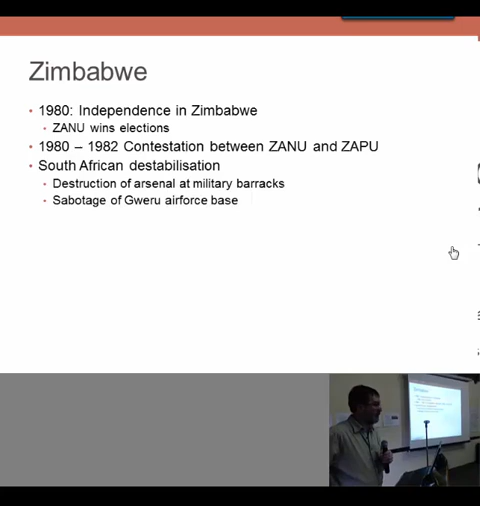 Zimbabwe
1980: Independence in Zimbabwe
ZANU wins elections
1980 – 1982 Contestation between ZANU and ZAPU
South African destabilisation
Destruction of arsenal at military barracks
Sabotage of Gweru airforce base